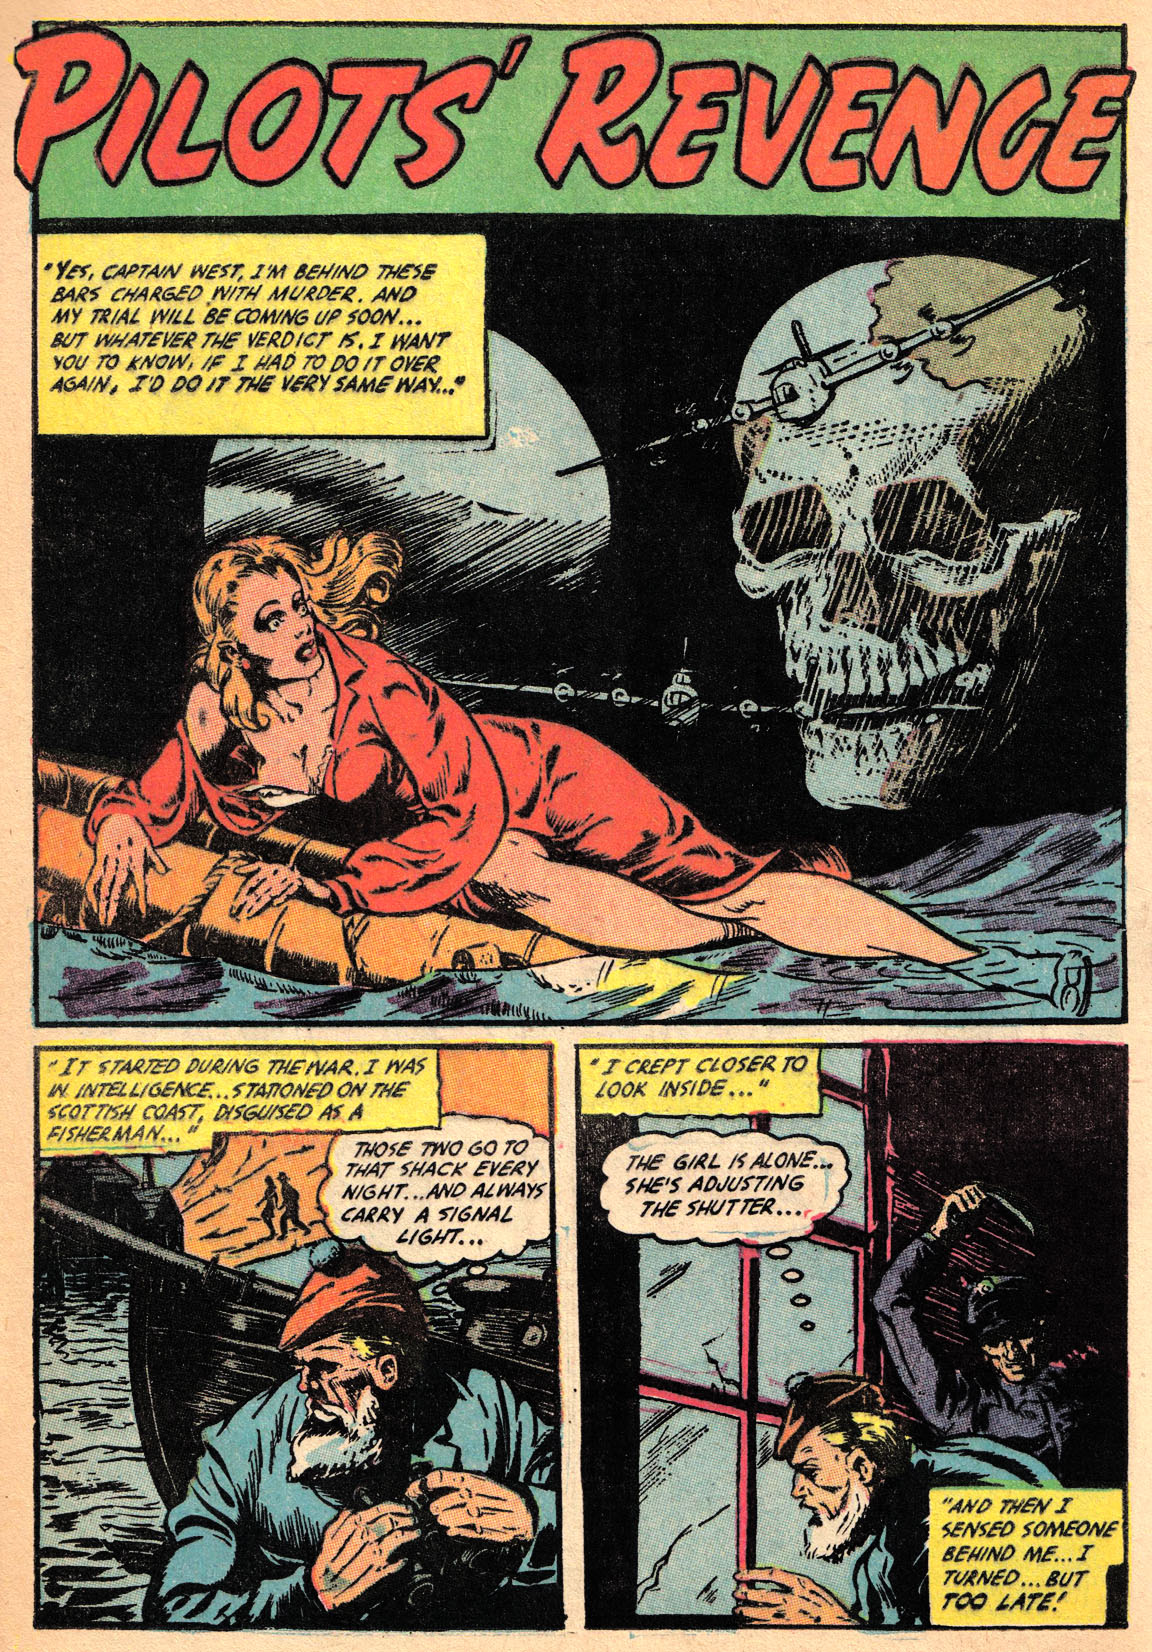 PILOTS' REVENGE
"YES, CAPTAIN WEST, I'M BEHIND THESE
BARS CHARGED WITH MURDER. AND
MY TRIAL WILL BE COMING UP SOON...
BUT WHATEVER THE VERDICT IS, I WANT
YOU TO KNOW, IF I HAD TO DO IT OVER
AGAIN, I'D DO IT THE VERY SAME WAY..."
"IT STARTED DURING THE WAR. I WAS
IN INTELLIGENCE... STATIONED ON THE
SCOTTISH COAST, DISGUISED AS A
FISHERMAN..."
THOSE TWO GO TO
THAT SHACK EVERY
NIGHT... AND ALWAYS
CARRY A SIGNAL
LIGHT...
"I CREPT CLOSER TO
LOOK INSIDE..."
THE GIRL IS ALONE...
SHE'S ADJUSTING
THE SHUTTER...
"AND THEN I
SENSED SOMEONE
BEHIND ME... I
TURNED... BUT
TOO LATE!